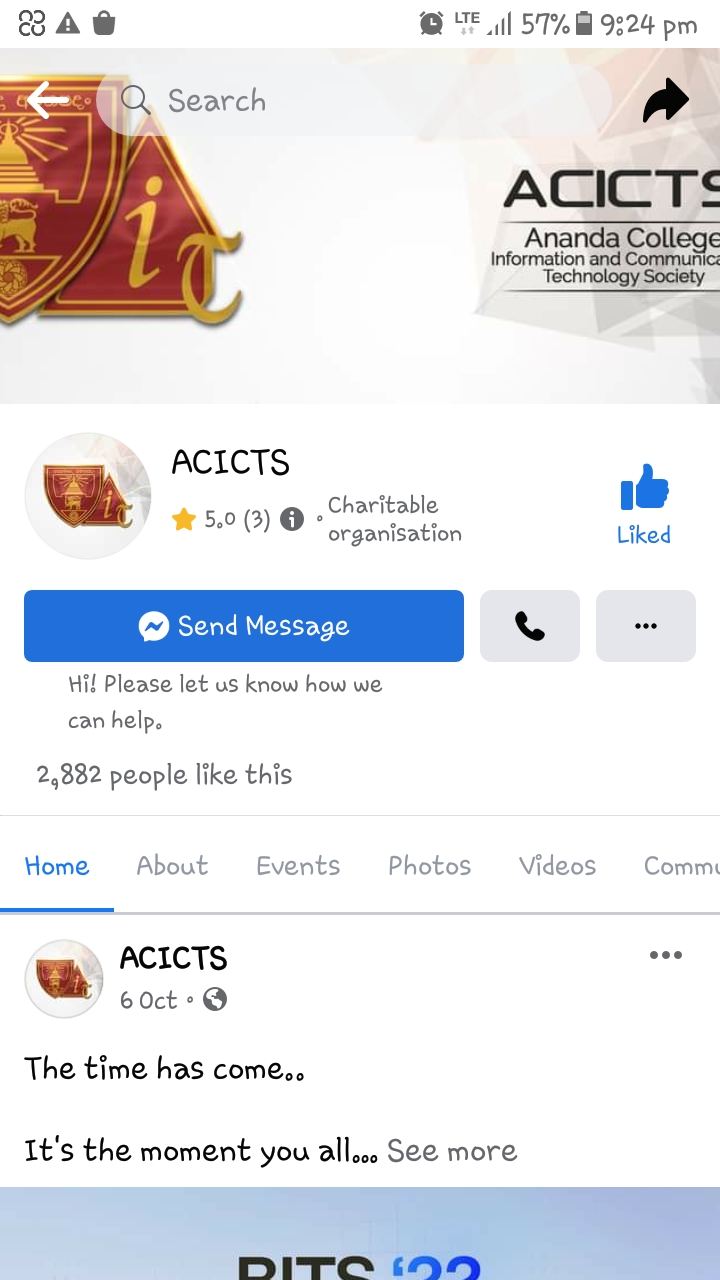 LTE 57% 9:24 pm
Search
ACICTS
Ananda College
Information and Communica
Technology Society
it
ACICTS
5.0 (3) • Charitable
organisation
Liked
Send Message
Hi! Please let us know how we
can help.
2,882 people like this
Home About Events Photos Videos Commu
ACICTS
6 Oct •
The time has come..
It's the moment you all... See more
BITS ‘22